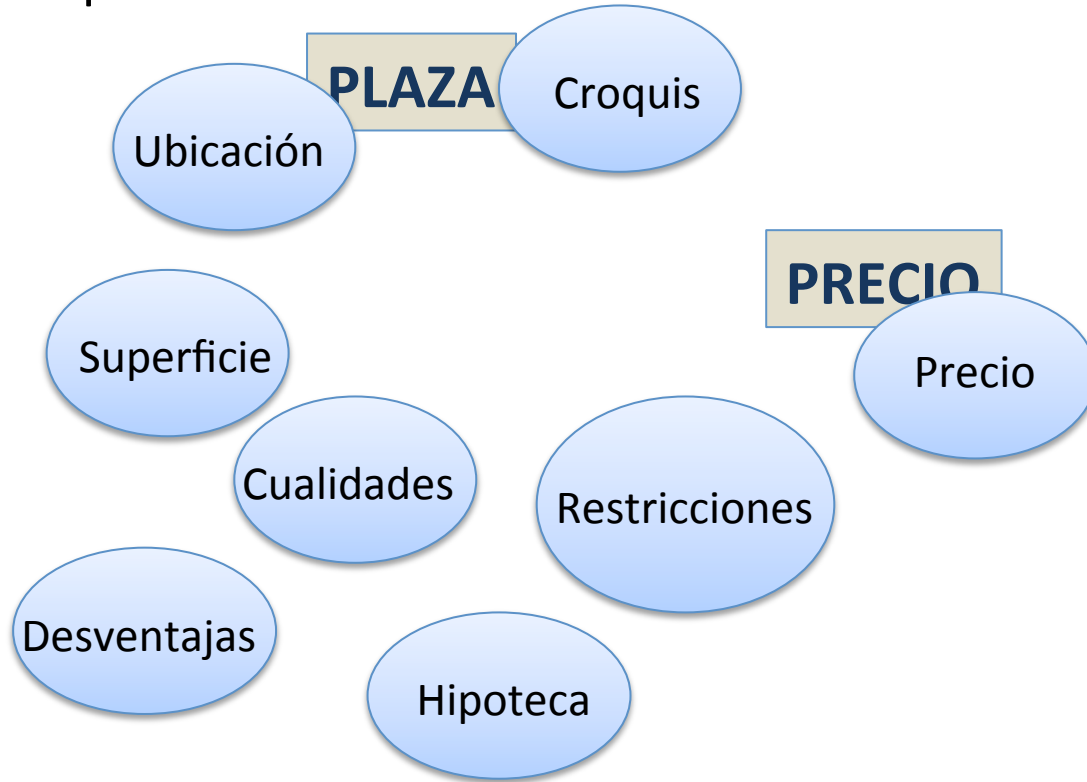 PLAZA
Croquis
Ubicación
PRECIO
Superficie
Precio
Cualidades
Restricciones
Desventajas
Hipoteca